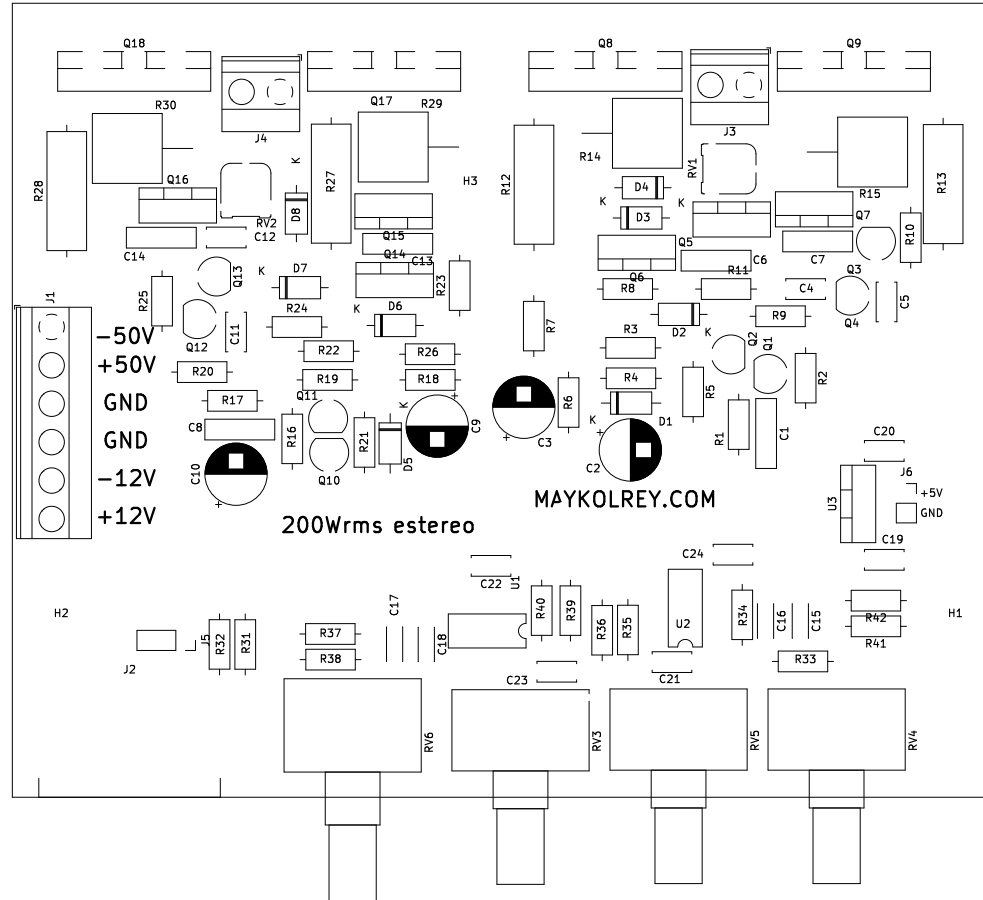 Q18
Q8
Q9
R30
Q17
R29
J4
R14
RV1
J3
R28
K
R27
H3
R12
R13
Q16
D4
R15
D8
K
K
D3
RV2
Q7
C14
C12
Q15
Q5
R10
Q14
C13
Q6
C6
C7
K
D7
Q13
R23
R8
R11
C4
Q3
C5
R25
J1
R24
K
D6
R7
D2
K
R9
Q4
-50V
Q12
C11
R3
Q2
Q1
+50V
R22
R26
R20
R19
R18
R4
R5
R2
GND
R17
Q11
K
+
R6
K
D1
GND
C8
R16
R21
C9
+
C3
+
C2
R1
C1
C20
-12V
C10
Q10
D5
J6
+
MAYKOLREY.COM
U3
+5V
+12V
200Wrms estereo
GND
C22
U1
C24
C19
H2
C17
R40
R39
R36
R35
U2
R34
C16
C15
R42
H1
J5
R32
R31
R37
C18
R41
J2
R38
C23
C21
R33
RV6
RV3
RV5
RV4